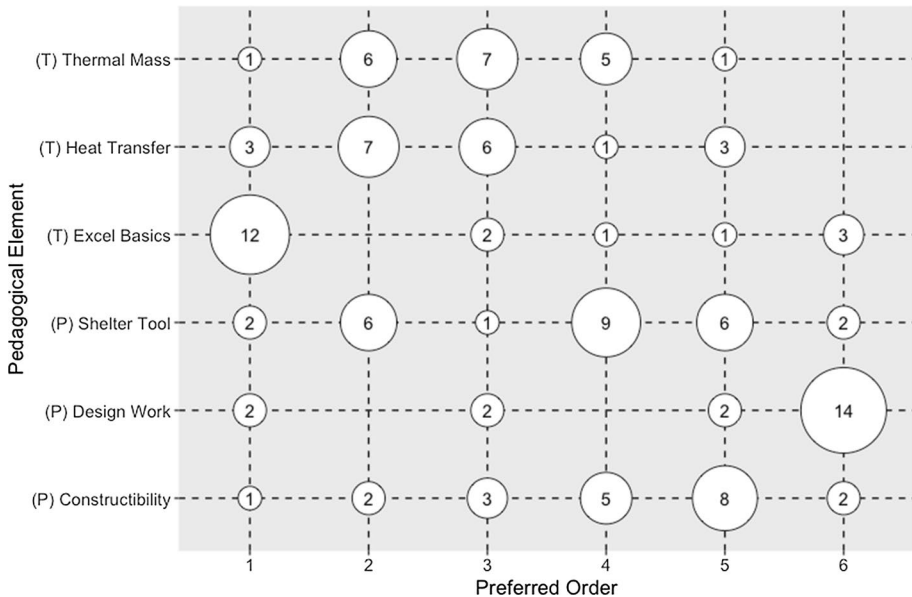 (T) Thermal Mass 1 6 7 5 1
(T) Heat Transfer 3 7 6 1 3
(T) Excel Basics 12 2 1 1 3
(P) Shelter Tool 2 6 1 9 6 2
(P) Design Work 2 2 2 14
(P) Constructibility 1 2 3 5 8 2
1 2 3 4 5 6
Preferred Order
Pedagogical Element